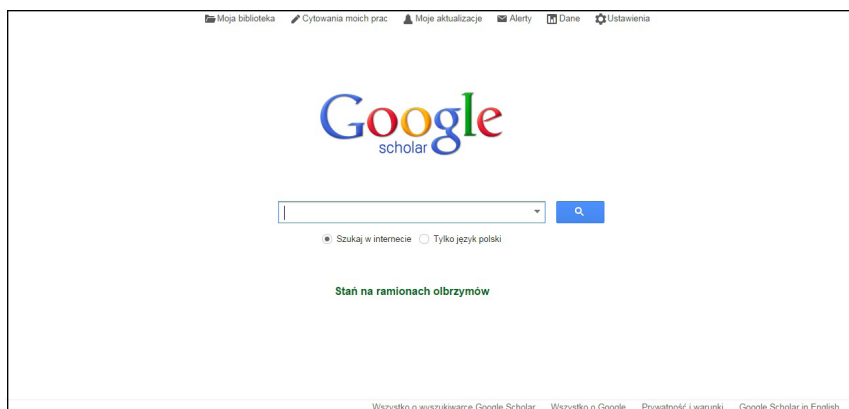 Moja biblioteka Cytowania moich prac Moje aktualizacje Alerty Dane Ustawienia
Google
scholar
Szukaj w internecie Tylko język polski
Stań na ramionach olbrzymów
Wszystko o wyszukiwarce Google Scholar Wszystko o Google Prywatność i warunki Google Scholar in English